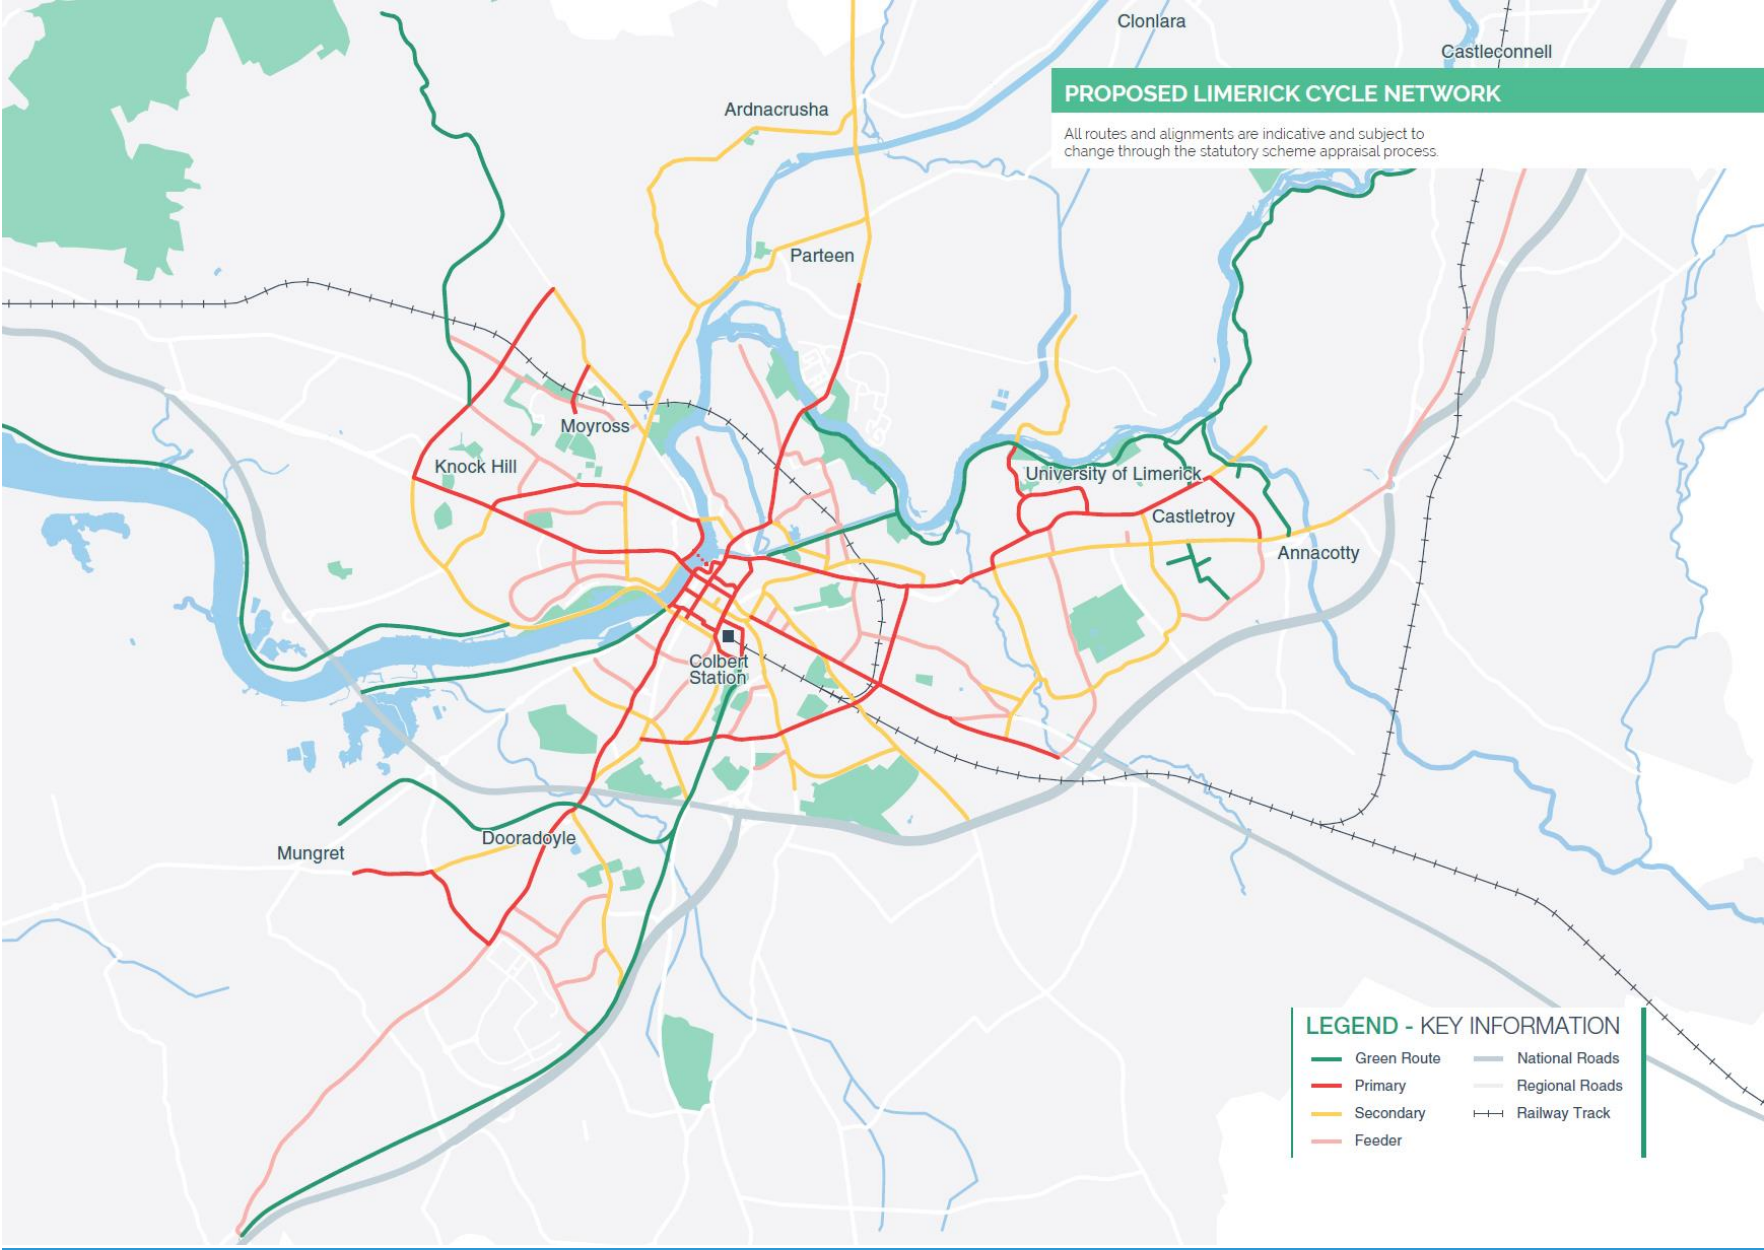 Clonlara
Castleconnell
PROPOSED LIMERICK CYCLE NETWORK
Ardnacrusha
All routes and alignments are indicative and subject to
change through the statutory scheme appraisal process.
Parteen
Moyross
Knock Hill
University of Limerick
Castletroy
Annacotty
Colbert
Station
Dooradoyle
Mungret
LEGEND - KEY INFORMATION
Green Route
National Roads
Primary
Regional Roads
Secondary
Railway Track
Feeder